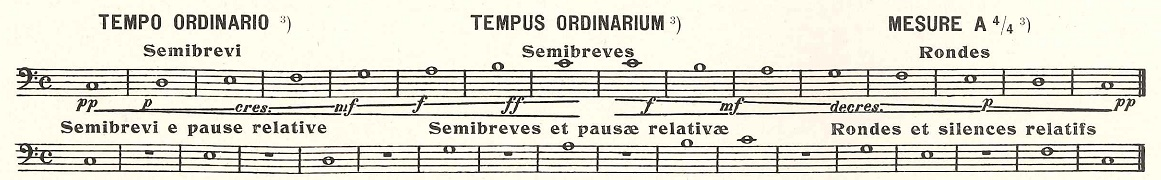 TEMPO ORDINARIO ³) TEMPUS ORDINARIUM ³) MESURE A 4/4 ³)
Semibrevi Semibreves Rondes
pp p cres. mf f ff f mf decres. p pp
Semibrevi e pause relative Semibreves et pausæ relativæ Rondes et silences relatifs